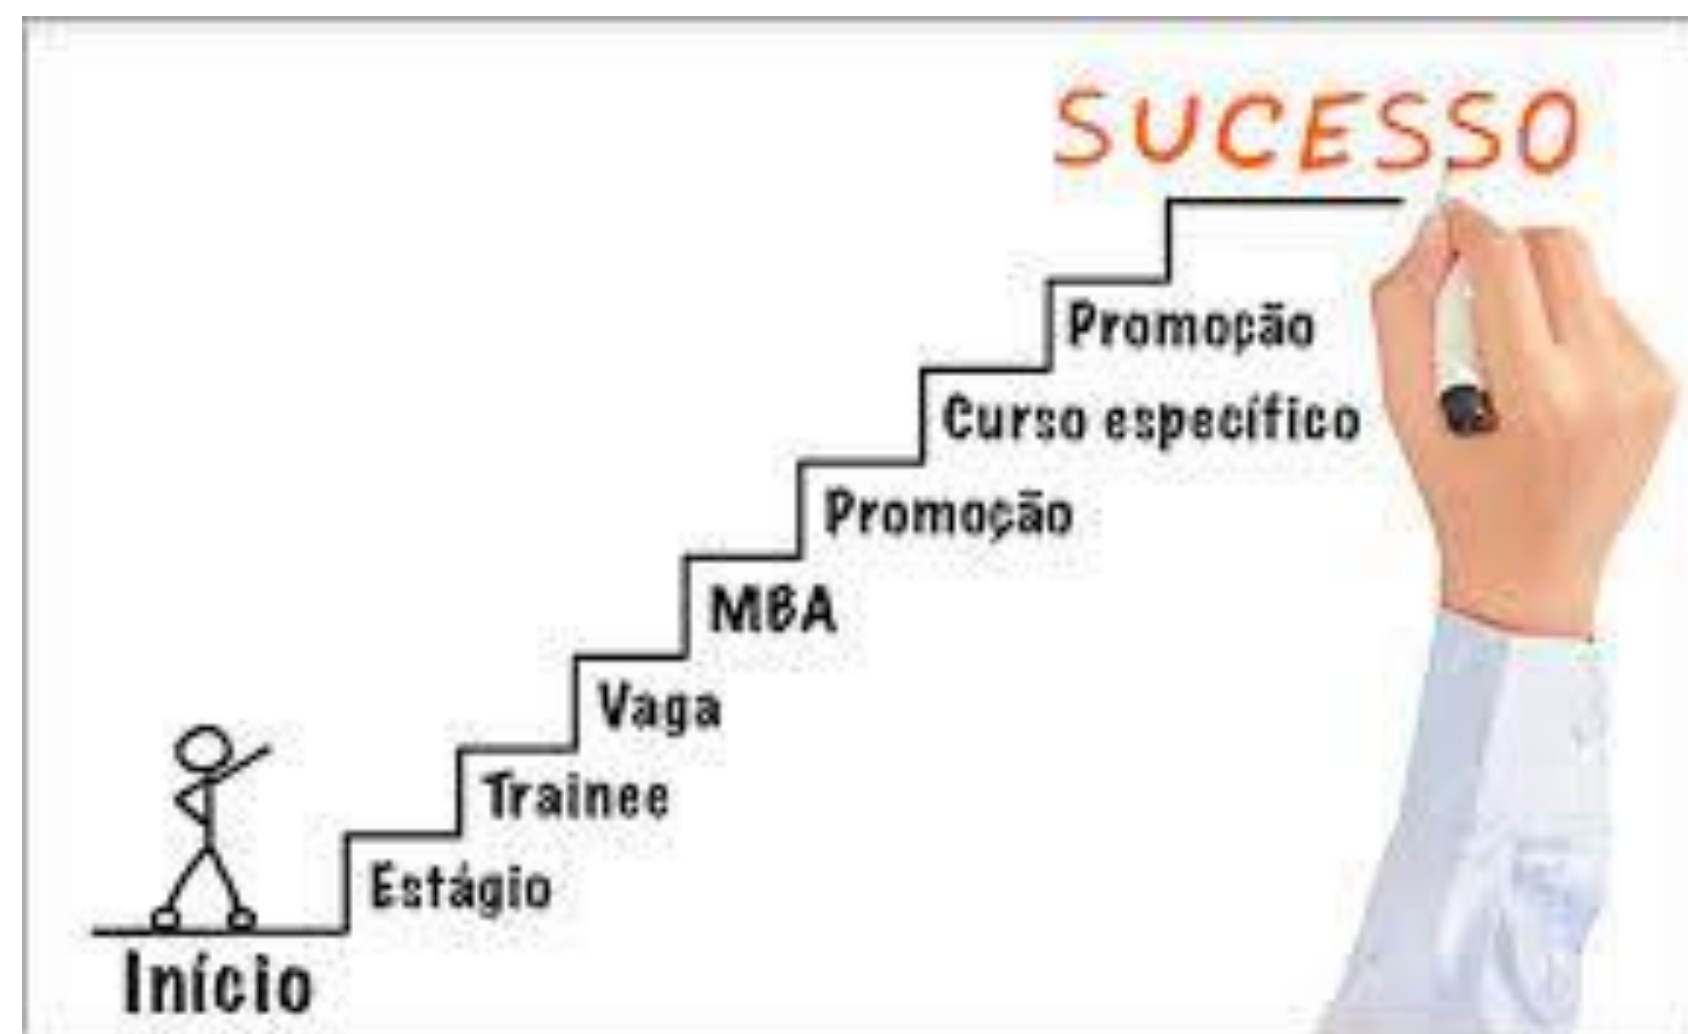 SUCESSO
Promoção
Curso específico
Promoção
MBA
Vaga
Trainee
Estágio
Início